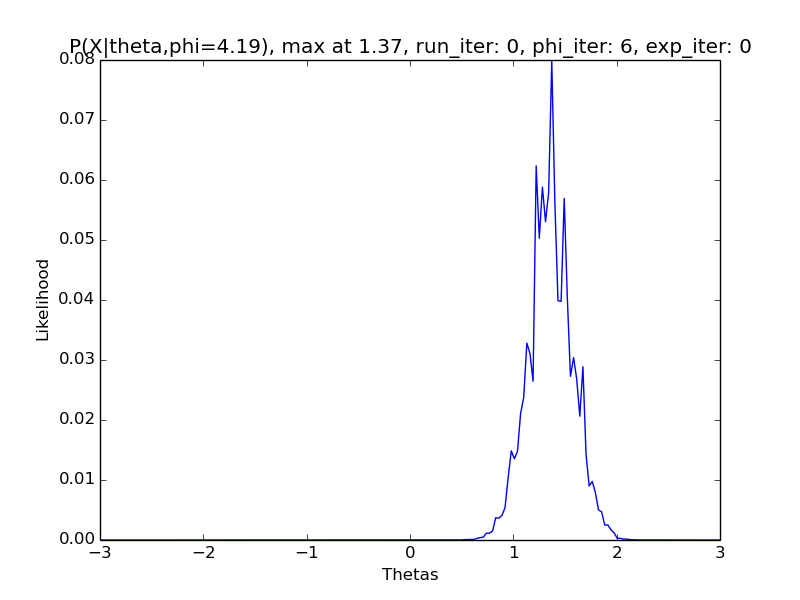 P(X|theta,phi=4.19), max at 1.37, run_iter: 0, phi_iter: 6, exp_iter: 0
0.08
0.07
0.06
0.05
0.04
0.03
0.02
0.01
0.00
Likelihood
−3 −2 −1 0 1 2 3
Thetas